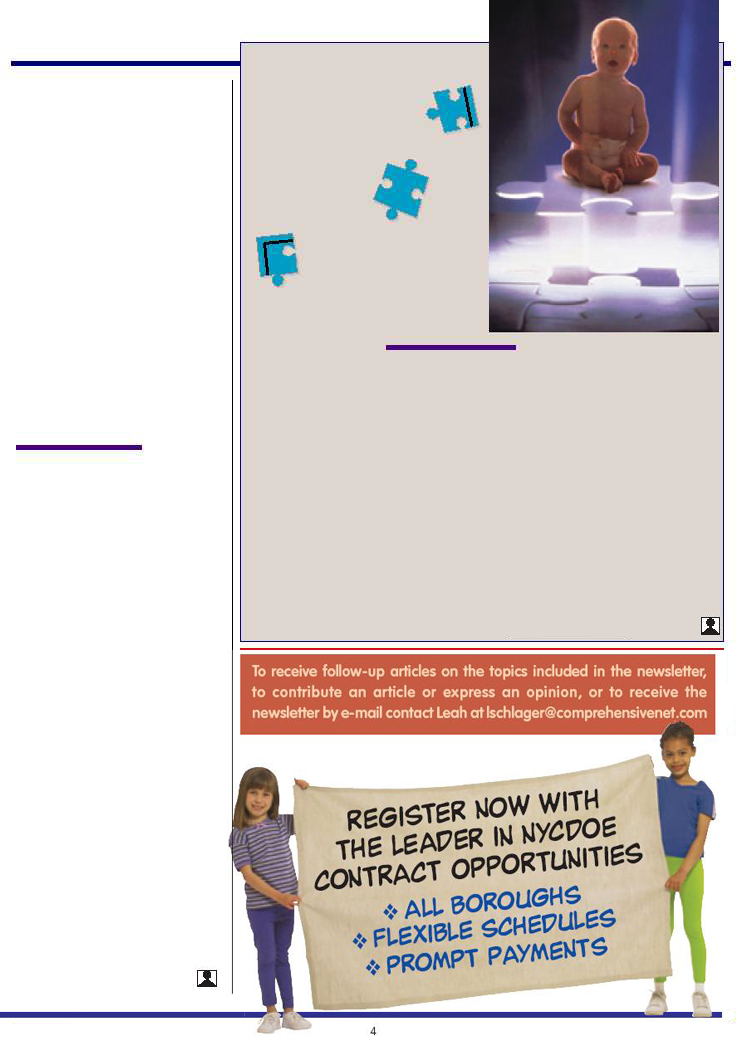 To receive follow-up articles on the topics included in the newsletter,
to contribute an article or express an opinion, or to receive the
newsletter by e-mail contact Leah at lschlager@comprehensivenet.com
REGISTER NOW WITH
THE LEADER IN NYCDOE
CONTRACT OPPORTUNITIES
❖ ALL BOROUGHS
❖ FLEXIBLE SCHEDULES
❖ PROMPT PAYMENTS
4